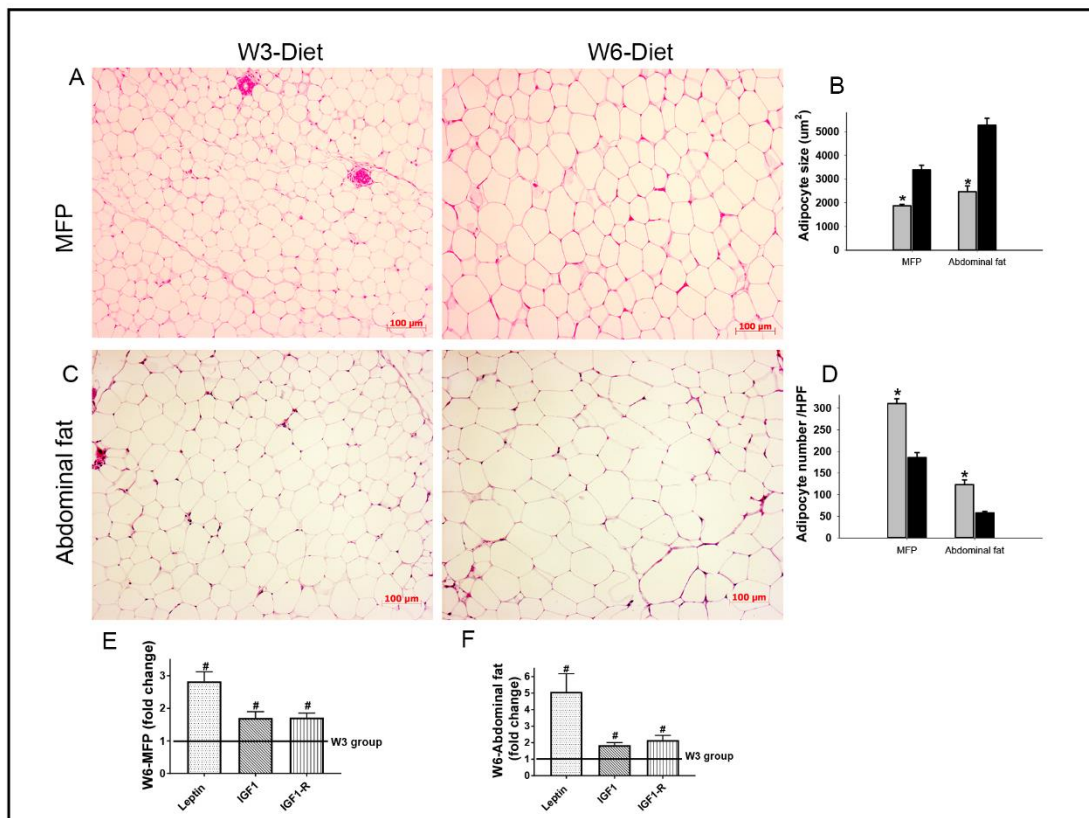 W3-Diet
W6-Diet
A
MFP
100 µm
100 µm
B
Adipocyte size (um²)
5000
4000
3000
2000
1000
0
*
*
MFP
Abdominal fat
C
Abdominal fat
100 µm
100 µm
D
Adipocyte number /HPF
300
250
200
150
100
50
0
*
*
MFP
Abdominal fat
E
W6-MFP (fold change)
3
2
1
0
#
#
#
W3 group
Leptin
IGF1
IGF1-R
F
W6-Abdominal fat
(fold change)
6
5
4
3
2
1
0
#
#
#
W3 group
Leptin
IGF1
IGF1-R